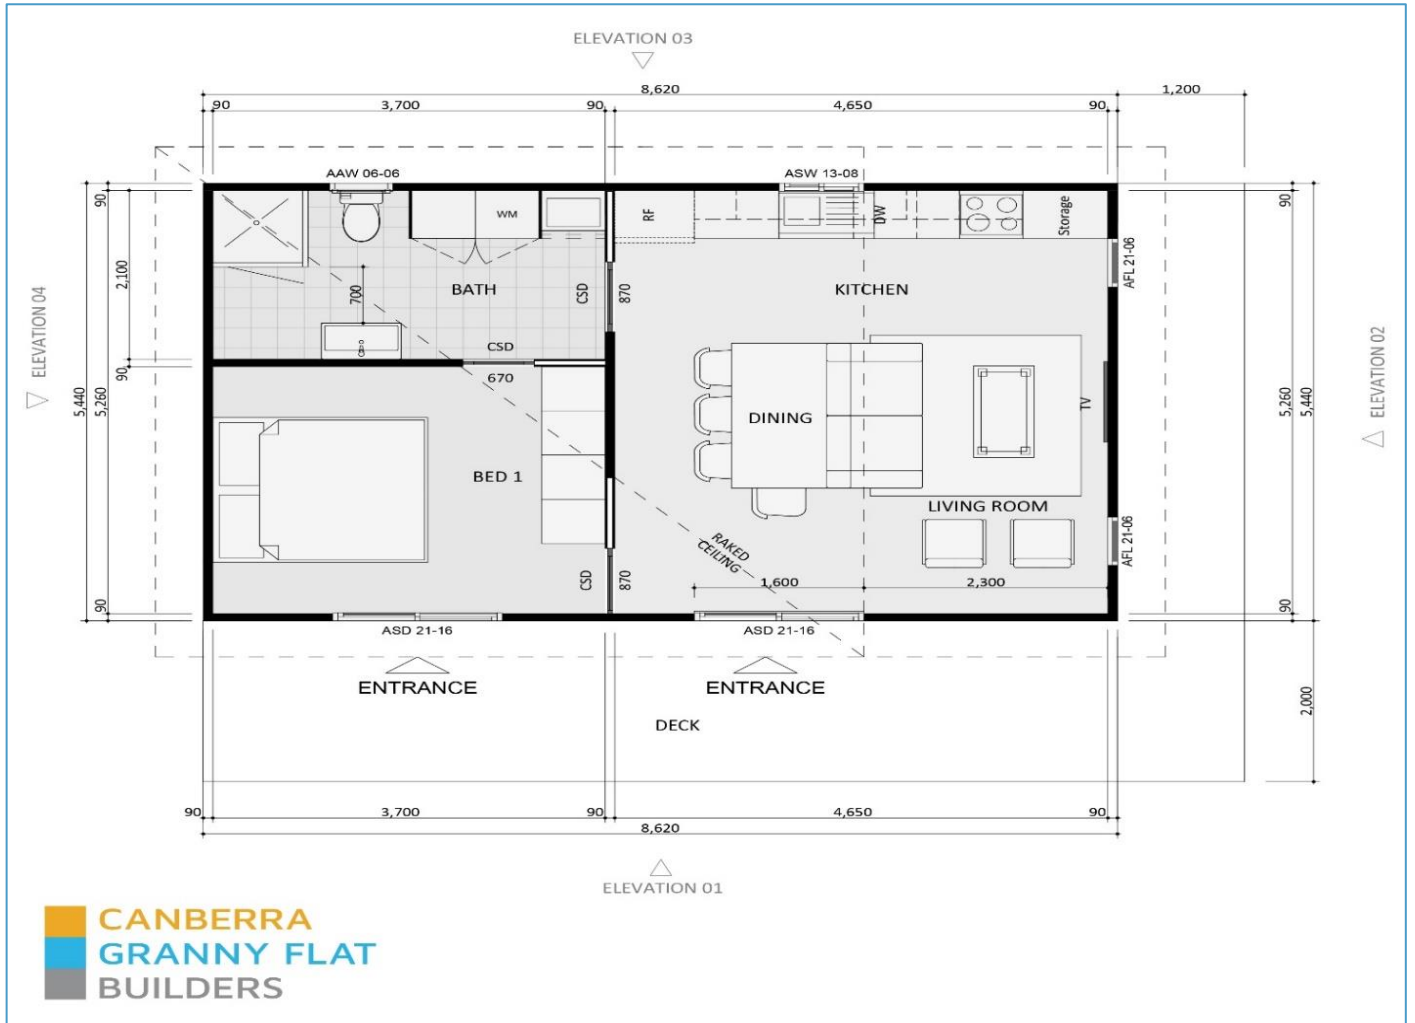 ELEVATION 03
8,620
1,200
90
3,700
90
4,650
90
AAW 06-06
ASW 13-08
90
90
WM
RF
DW
Storage
AFL 21-06
2,100
700
BATH
CSD
870
KITCHEN
ELEVATION 04
ELEVATION 02
CSD
90
670
5,440
5,260
5,260
5,440
DINING
TV
BED 1
LIVING ROOM
RAKED
CEILING
AFL 21-06
CSD
870
1,600
2,300
90
90
ASD 21-16
ASD 21-16
ENTRANCE
ENTRANCE
2,000
DECK
90
3,700
90
4,650
90
8,620
ELEVATION 01
CANBERRA
GRANNY FLAT
BUILDERS